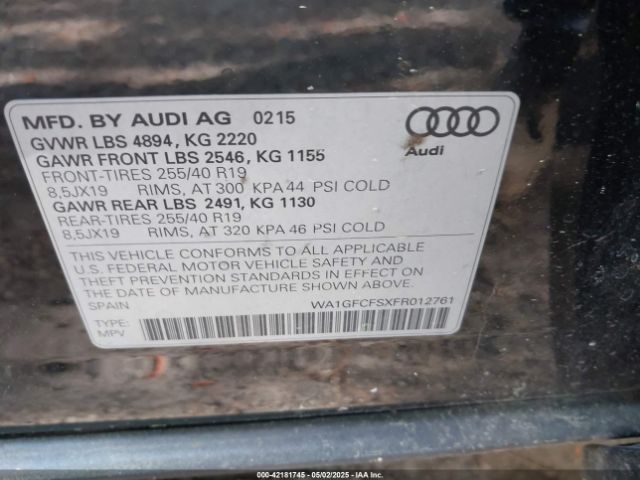 MFD. BY AUDI AG 0215
GVWR LBS 4894, KG 2220
GAWR FRONT LBS 2546, KG 1155
FRONT-TIRES 255/40 R19
8,5JX19 RIMS, AT 300 KPA 44 PSI COLD
GAWR REAR LBS 2491, KG 1130
REAR-TIRES 255/40 R19
8,5JX19 RIMS, AT 320 KPA 46 PSI COLD
Audi
THIS VEHICLE CONFORMS TO ALL APPLICABLE
U.S. FEDERAL MOTOR VEHICLE SAFETY AND
THEFT PREVENTION STANDARDS IN EFFECT ON
THE DATE OF MANUFACTURE SHOWN ABOVE.
SPAIN WA1GFCFSXFR012761
TYPE:
MPV
000-42181745 - 05/02/2025 - IAA, Inc.